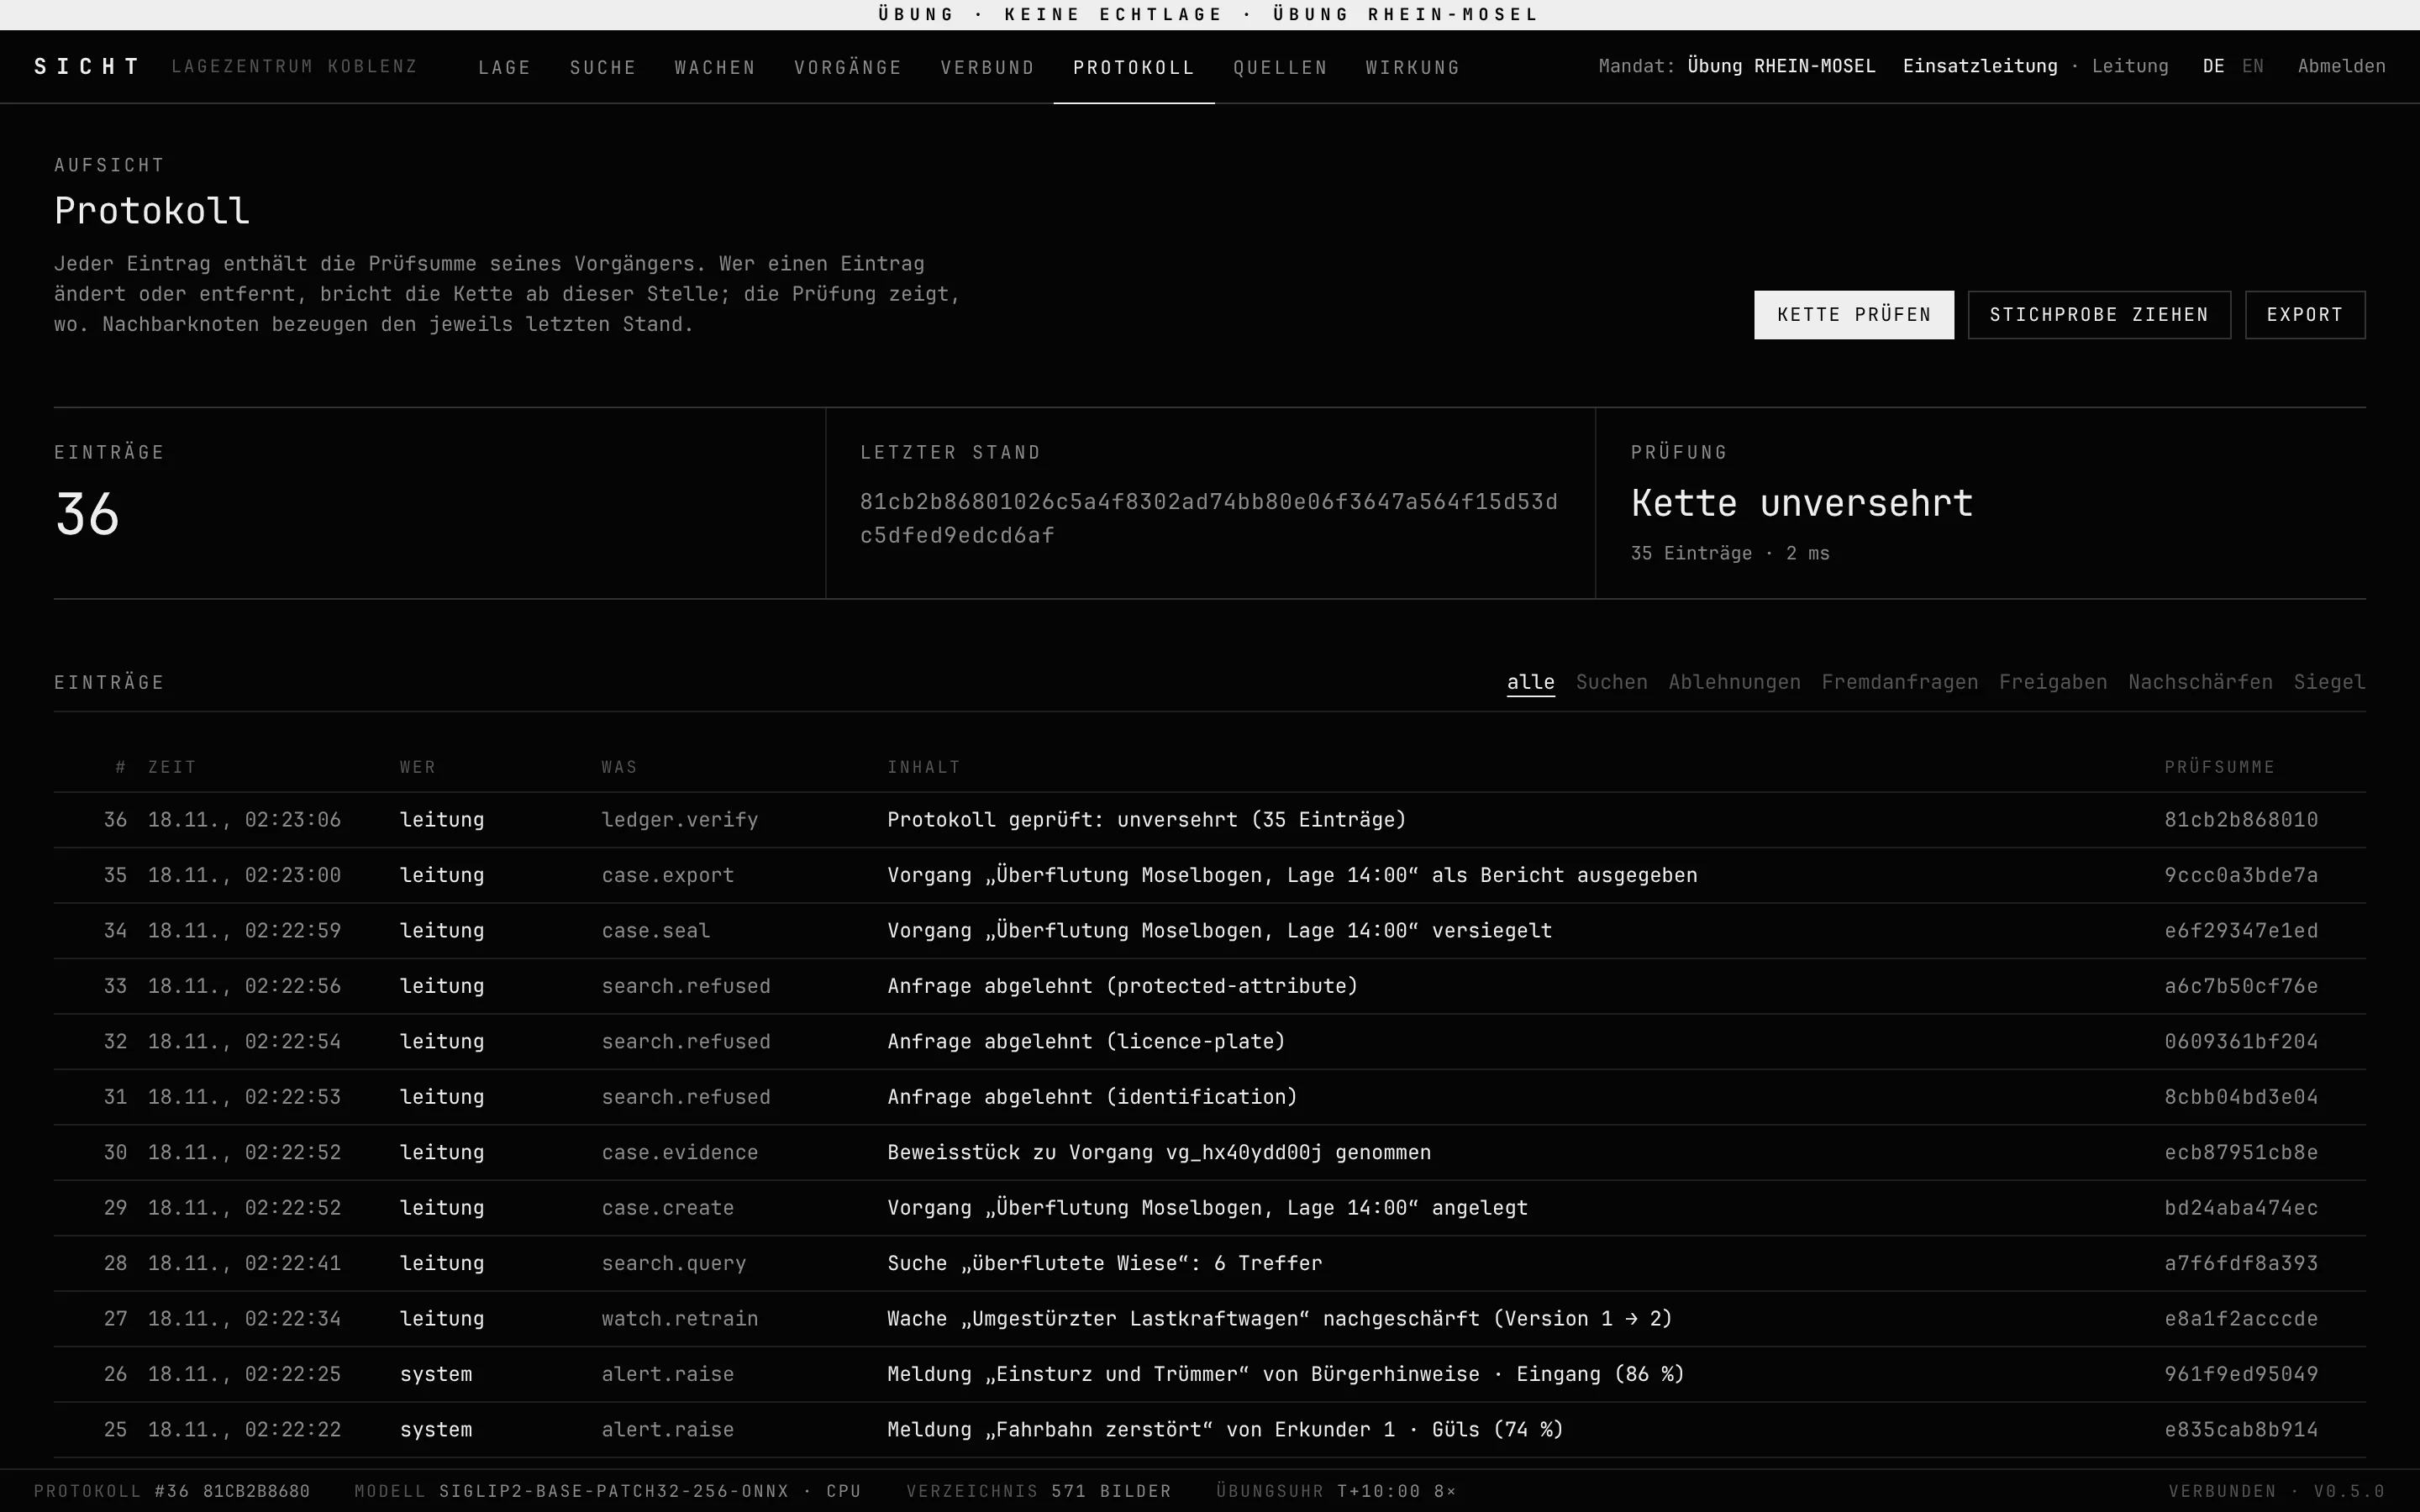 ÜBUNG · KEINE ECHTLAGE · ÜBUNG RHEIN-MOSEL
SICHT LAGEZENTRUM KOBLENZ LAGE SUCHE WACHEN VORGÄNGE VERBUND PROTOKOLL QUELLEN WIRKUNG Mandat: Übung RHEIN-MOSEL Einsatzleitung · Leitung DE EN Abmelden
AUFSICHT
Protokoll
Jeder Eintrag enthält die Prüfsumme seines Vorgängers. Wer einen Eintrag
ändert oder entfernt, bricht die Kette ab dieser Stelle; die Prüfung zeigt,
wo. Nachbarknoten bezeugen den jeweils letzten Stand.
KETTE PRÜFEN STICHPROBE ZIEHEN EXPORT
EINTRÄGE
36
LETZTER STAND
81cb2b86801026c5a4f8302ad74bb80e06f3647a564f15d53d
c5dfed9edcd6af
PRÜFUNG
Kette unversehrt
35 Einträge · 2 ms
EINTRÄGE alle Suchen Ablehnungen Fremdanfragen Freigaben Nachschärfen Siegel
# ZEIT WER WAS INHALT PRÜFSUMME
36 18.11., 02:23:06 leitung ledger.verify Protokoll geprüft: unversehrt (35 Einträge) 81cb2b868010
35 18.11., 02:23:00 leitung case.export Vorgang „Überflutung Moselbogen, Lage 14:00“ als Bericht ausgegeben 9ccc0a3bde7a
34 18.11., 02:22:59 leitung case.seal Vorgang „Überflutung Moselbogen, Lage 14:00“ versiegelt e6f29347e1ed
33 18.11., 02:22:56 leitung search.refused Anfrage abgelehnt (protected-attribute) a6c7b50cf76e
32 18.11., 02:22:54 leitung search.refused Anfrage abgelehnt (licence-plate) 0609361bf204
31 18.11., 02:22:53 leitung search.refused Anfrage abgelehnt (identification) 8cbb04bd3e04
30 18.11., 02:22:52 leitung case.evidence Beweisstück zu Vorgang vg_hx40ydd00j genommen ecb87951cb8e
29 18.11., 02:22:52 leitung case.create Vorgang „Überflutung Moselbogen, Lage 14:00“ angelegt bd24aba474ec
28 18.11., 02:22:41 leitung search.query Suche „überflutete Wiese“: 6 Treffer a7f6fdf8a393
27 18.11., 02:22:34 leitung watch.retrain Wache „Umgestürzter Lastkraftwagen“ nachgeschärft (Version 1 → 2) e8a1f2acccde
26 18.11., 02:22:25 system alert.raise Meldung „Einsturz und Trümmer“ von Bürgerhinweise · Eingang (86 %) 961f9ed95049
25 18.11., 02:22:22 system alert.raise Meldung „Fahrbahn zerstört“ von Erkunder 1 · Güls (74 %) e835cab8b914
PROTOKOLL #36 81CB2B8680 MODELL SIGLIP2-BASE-PATCH32-256-ONNX · CPU VERZEICHNIS 571 BILDER ÜBUNGSUHR T+10:00 8× VERBUNDEN · V0.5.0